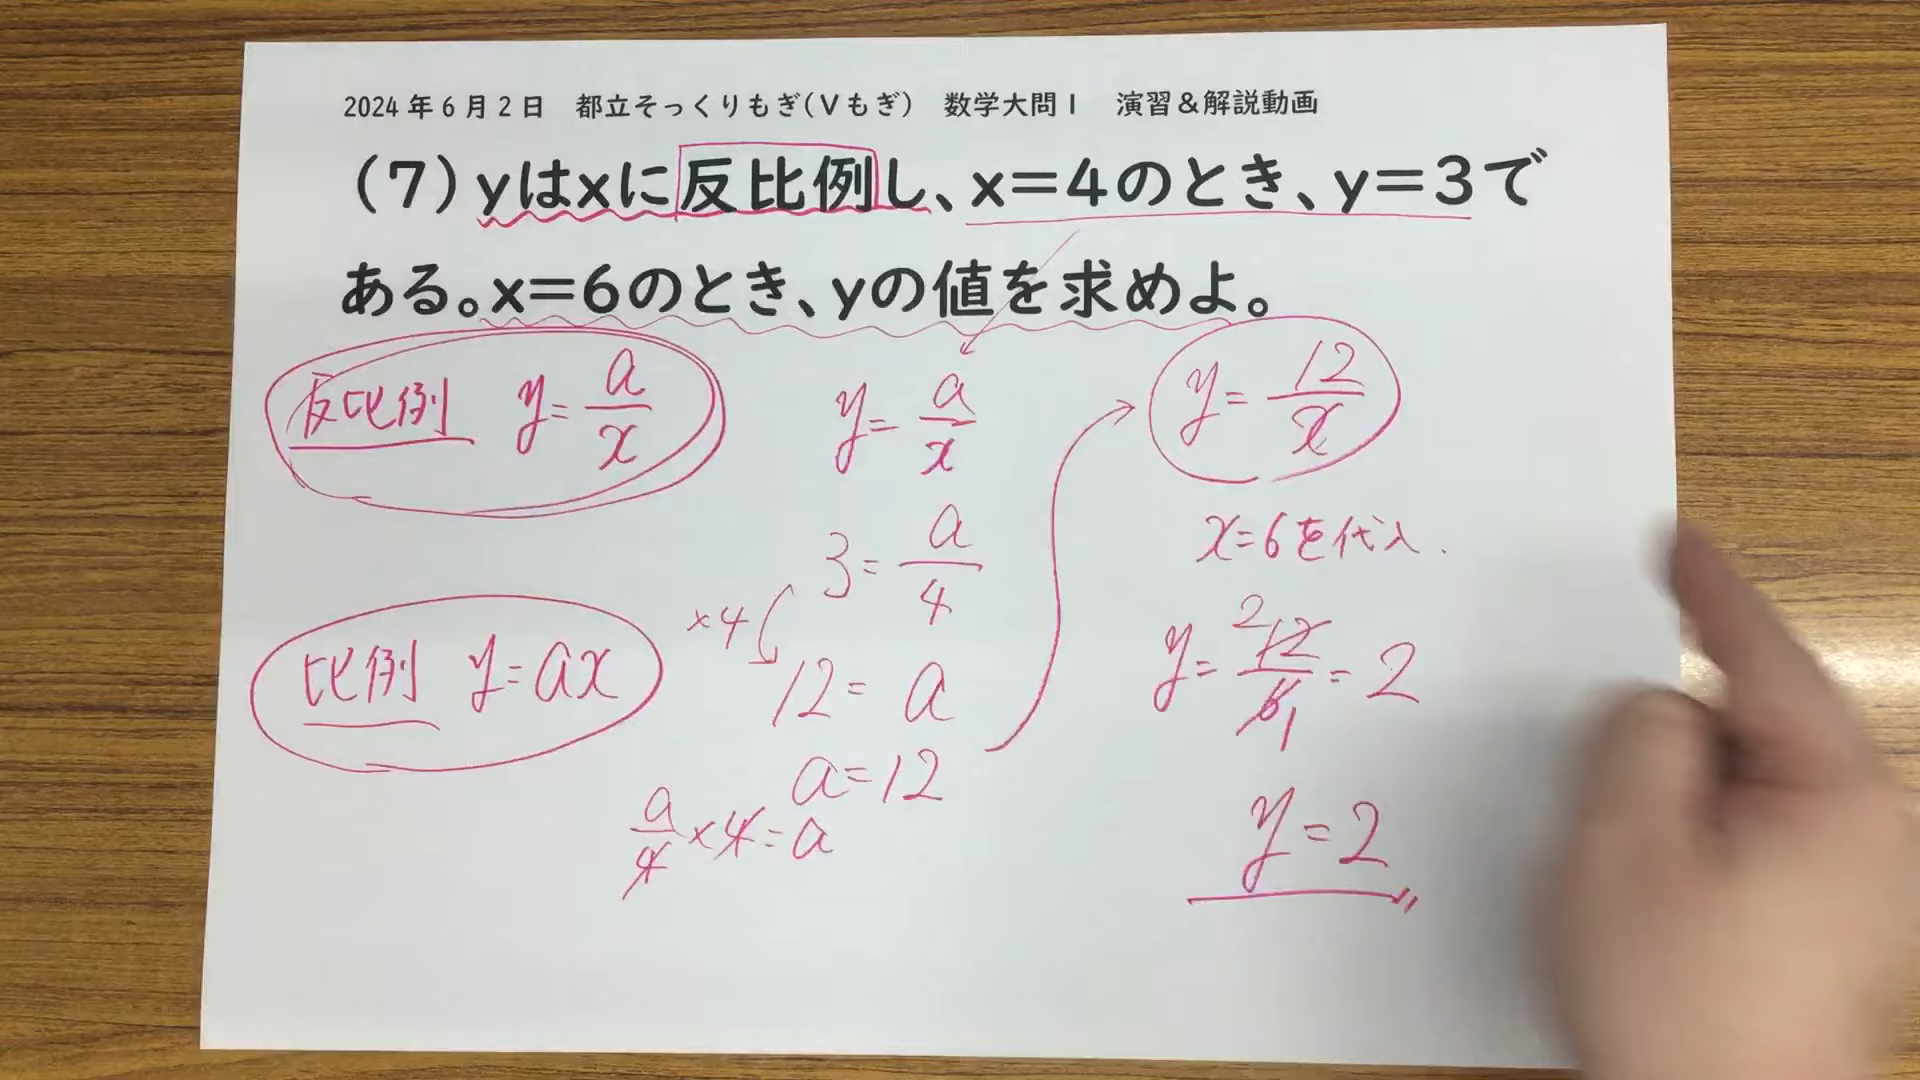 2024年6月2日 都立そっくりもぎ(Vもぎ) 数学大問1 演習&解説動画
(7)yはxに反比例し、x=4のとき、y=3で
ある。x=6のとき、yの値を求めよ。
反比例 y=a/x
比例 y=ax
y=a/x
3=a/4
×4
12=a
a=12
a/4×4=a
y=12/x
x=6を代入.
y=12/6=2
2
1
y=2